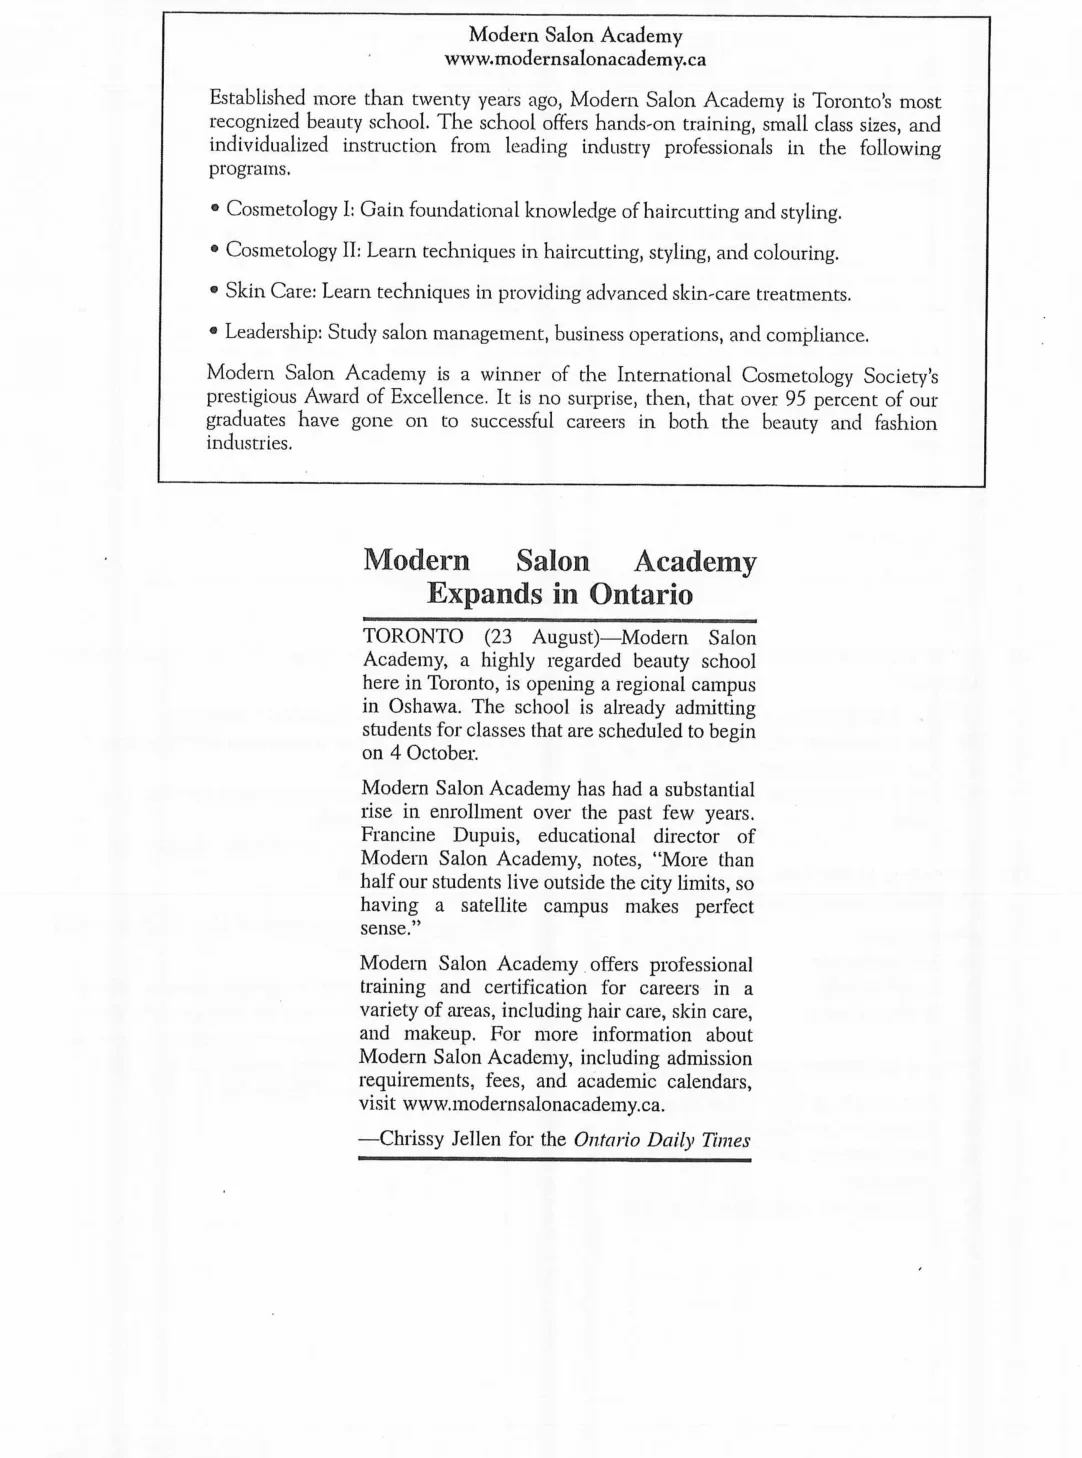 Modern Salon Academy
www.modernsalonacademy.ca
Established more than twenty years ago, Modern Salon Academy is Toronto's most
recognized beauty school. The school offers hands-on training, small class sizes, and
individualized instruction from leading industry professionals in the following
programs.
• Cosmetology I: Gain foundational knowledge of haircutting and styling.
• Cosmetology II: Learn techniques in haircutting, styling, and colouring.
• Skin Care: Learn techniques in providing advanced skin-care treatments.
• Leadership: Study salon management, business operations, and compliance.
Modern Salon Academy is a winner of the International Cosmetology Society's
prestigious Award of Excellence. It is no surprise, then, that over 95 percent of our
graduates have gone on to successful careers in both the beauty and fashion
industries.
Modern Salon Academy
Expands in Ontario
TORONTO (23 August)—Modern Salon
Academy, a highly regarded beauty school
here in Toronto, is opening a regional campus
in Oshawa. The school is already admitting
students for classes that are scheduled to begin
on 4 October.
Modern Salon Academy has had a substantial
rise in enrollment over the past few years.
Francine Dupuis, educational director of
Modern Salon Academy, notes, “More than
half our students live outside the city limits, so
having a satellite campus makes perfect
sense.”
Modern Salon Academy offers professional
training and certification for careers in a
variety of areas, including hair care, skin care,
and makeup. For more information about
Modern Salon Academy, including admission
requirements, fees, and academic calendars,
visit www.modernsalonacademy.ca.
—Chrissy Jellen for the Ontario Daily Times